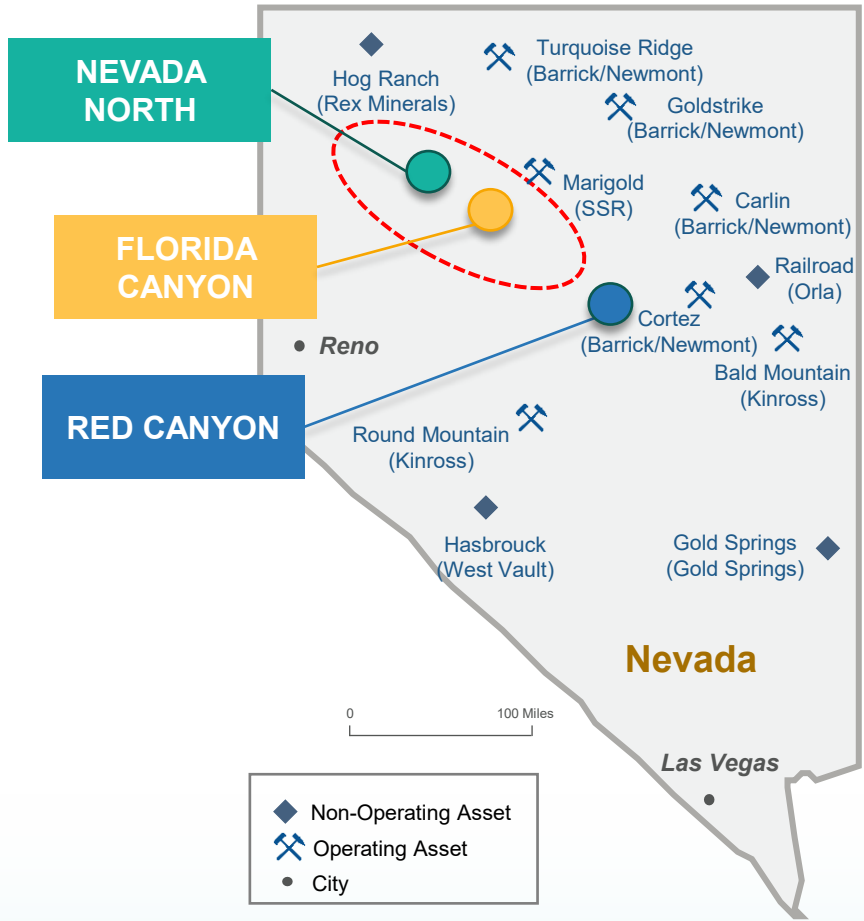 NEVADA
NORTH
FLORIDA
CANYON
RED CANYON
Hog Ranch
(Rex Minerals)
Turquoise Ridge
(Barrick/Newmont)
Goldstrike
(Barrick/Newmont)
Marigold
(SSR)
Carlin
(Barrick/Newmont)
Railroad
(Orla)
Cortez
(Barrick/Newmont)
Reno
Bald Mountain
(Kinross)
Round Mountain
(Kinross)
Hasbrouck
(West Vault)
Gold Springs
(Gold Springs)
Nevada
0 100 Miles
Las Vegas
Non-Operating Asset
Operating Asset
City